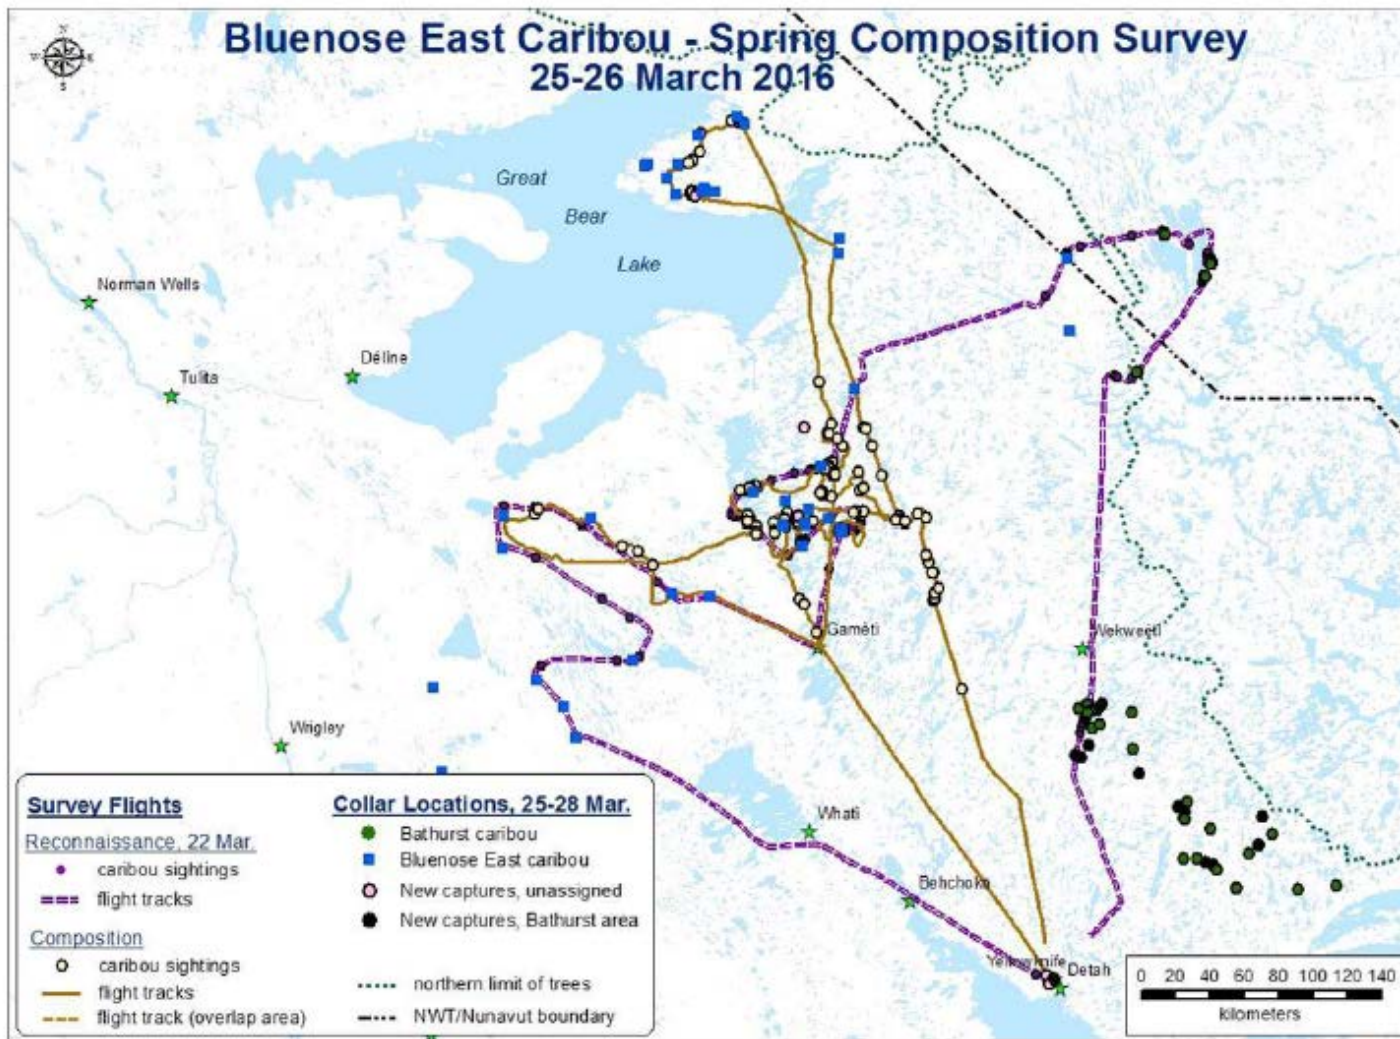 Bluenose East Caribou - Spring Composition Survey
25-26 March 2016
N
W
E
S
Great
Bear
Lake
Norman Wells
Tulita
Déline
Gamètì
Wekweètì
Wrigley
Whatì
Behchoko
Yellowknife
Detah
Survey Flights
Reconnaissance, 22 Mar.
caribou sightings
flight tracks
Composition
caribou sightings
flight tracks
flight track (overlap area)
Collar Locations, 25-28 Mar.
Bathurst caribou
Bluenose East caribou
New captures, unassigned
New captures, Bathurst area
northern limit of trees
NWT/Nunavut boundary
0 20 40 60 80 100 120 140
kilometers